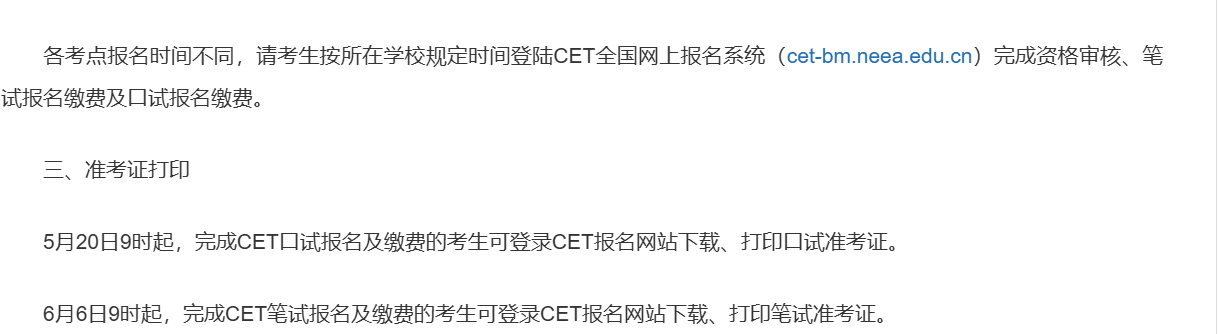 各考点报名时间不同，请考生按所在学校规定时间登陆CET全国网上报名系统（cet-bm.neea.edu.cn）完成资格审核、笔
试报名缴费及口试报名缴费。
三、准考证打印
5月20日9时起，完成CET口试报名及缴费的考生可登录CET报名网站下载、打印口试准考证。
6月6日9时起，完成CET笔试报名及缴费的考生可登录CET报名网站下载、打印笔试准考证。